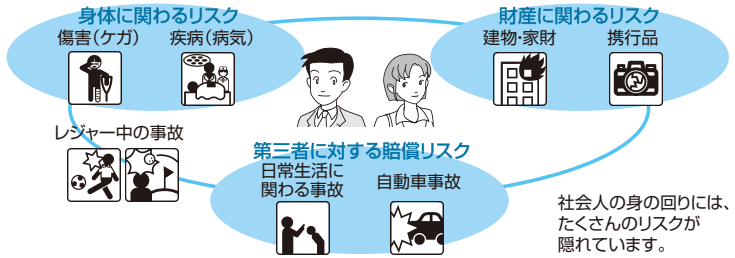 身体に関わるリスク
傷害（ケガ）
疾病（病気）
レジャー中の事故
財産に関わるリスク
建物・家財
携行品
第三者に対する賠償リスク
日常生活に
関わる事故
自動車事故
社会人の身の回りには、
たくさんのリスクが
隠れています。